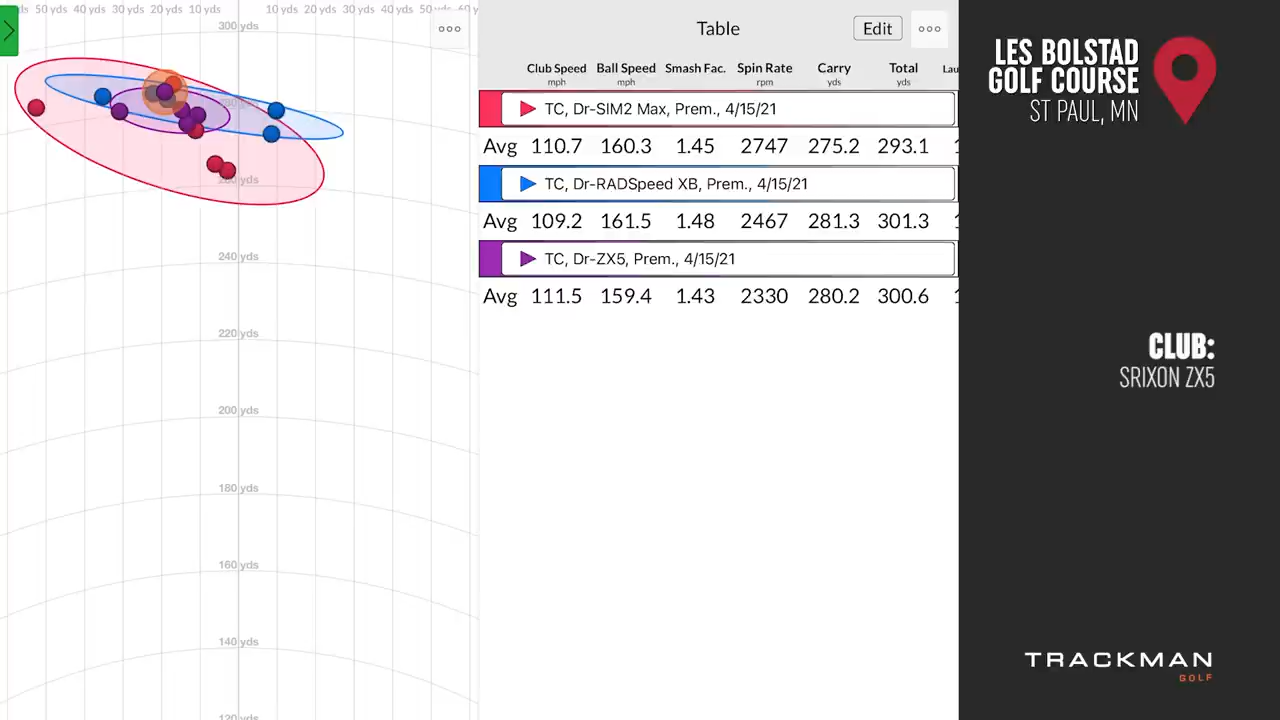 50 yds 40 yds 30 yds 20 yds 10 yds 10 yds 20 yds 30 yds 40 yds
300 yds
240 yds
220 yds
200 yds
180 yds
160 yds
140 yds
Table
Edit
Club Speed Ball Speed Smash Fac. Spin Rate Carry Total
mph mph rpm yds yds
TC, Dr-SIM2 Max, Prem., 4/15/21
Avg 110.7 160.3 1.45 2747 275.2 293.1
TC, Dr-RADSpeed XB, Prem., 4/15/21
Avg 109.2 161.5 1.48 2467 281.3 301.3
TC, Dr-ZX5, Prem., 4/15/21
Avg 111.5 159.4 1.43 2330 280.2 300.6
LES BOLSTAD
GOLF COURSE
ST PAUL, MN
CLUB:
SRIXON ZX5
TRACKMAN
GOLF